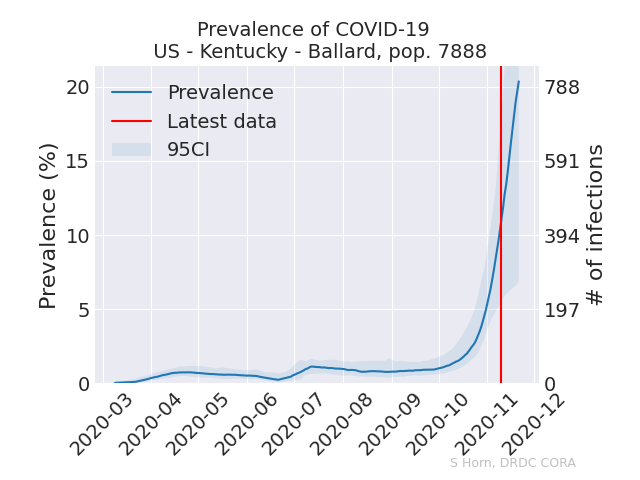 Prevalence of COVID-19
US - Kentucky - Ballard, pop. 7888
Prevalence
Latest data
95CI
Prevalence (%)
20
15
10
5
0
788
591
394
197
0
# of infections
2020-03
2020-04
2020-05
2020-06
2020-07
2020-08
2020-09
2020-10
2020-11
2020-12
S Horn, DRDC CORA